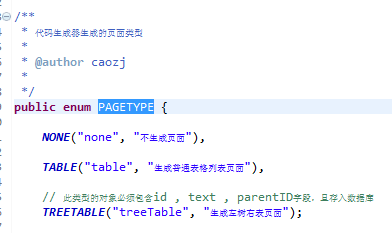 /**
* 代码生成器生成的页面类型
*
* @author caozj
*
*/
public enum PAGETYPE {
NONE("none", "不生成页面"),
TABLE("table", "生成普通表格列表页面"),
// 此类型的对象必须包含id , text , parentID字段，且存入数据库
TREETABLE("treeTable", "生成左树右表页面");